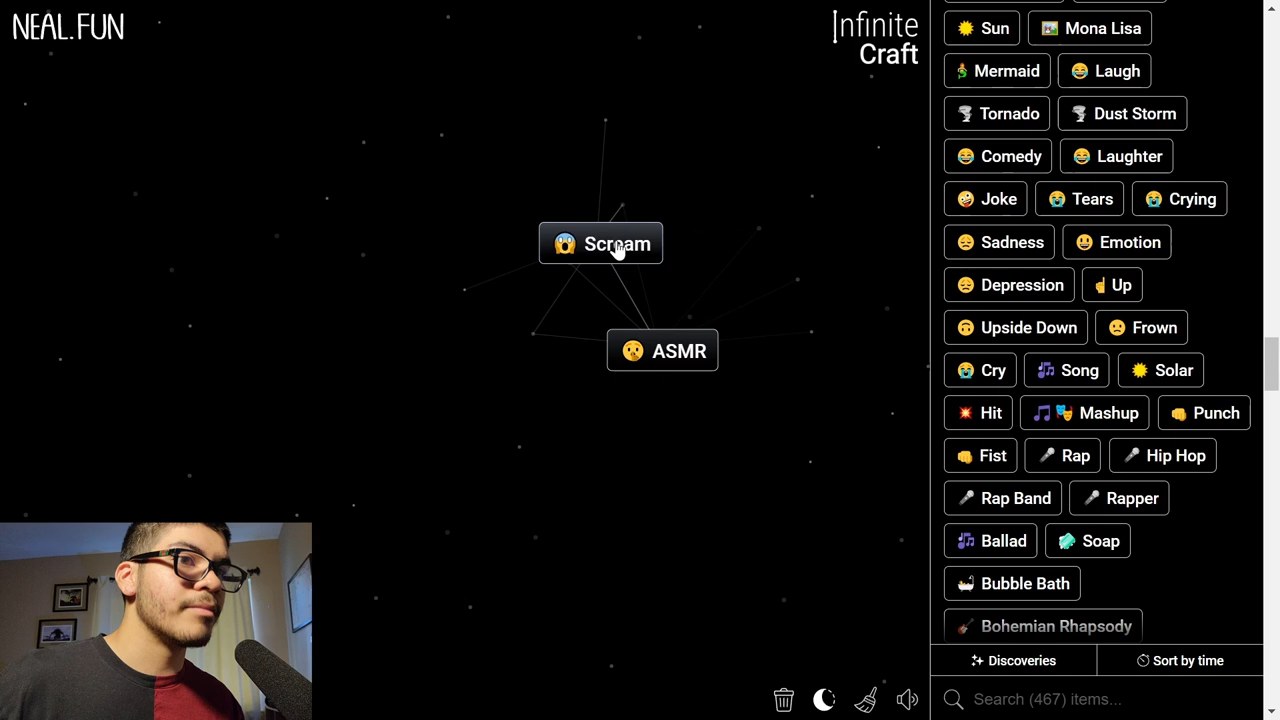 NEAL.FUN
Infinite
Craft
Scream
ASMR
Sun
Mona Lisa
Mermaid
Laugh
Tornado
Dust Storm
Comedy
Laughter
Joke
Tears
Crying
Sadness
Emotion
Depression
Up
Upside Down
Frown
Cry
Song
Solar
Hit
Mashup
Punch
Fist
Rap
Hip Hop
Rap Band
Rapper
Ballad
Soap
Bubble Bath
Bohemian Rhapsody
Discoveries
Sort by time
Search (467) items...